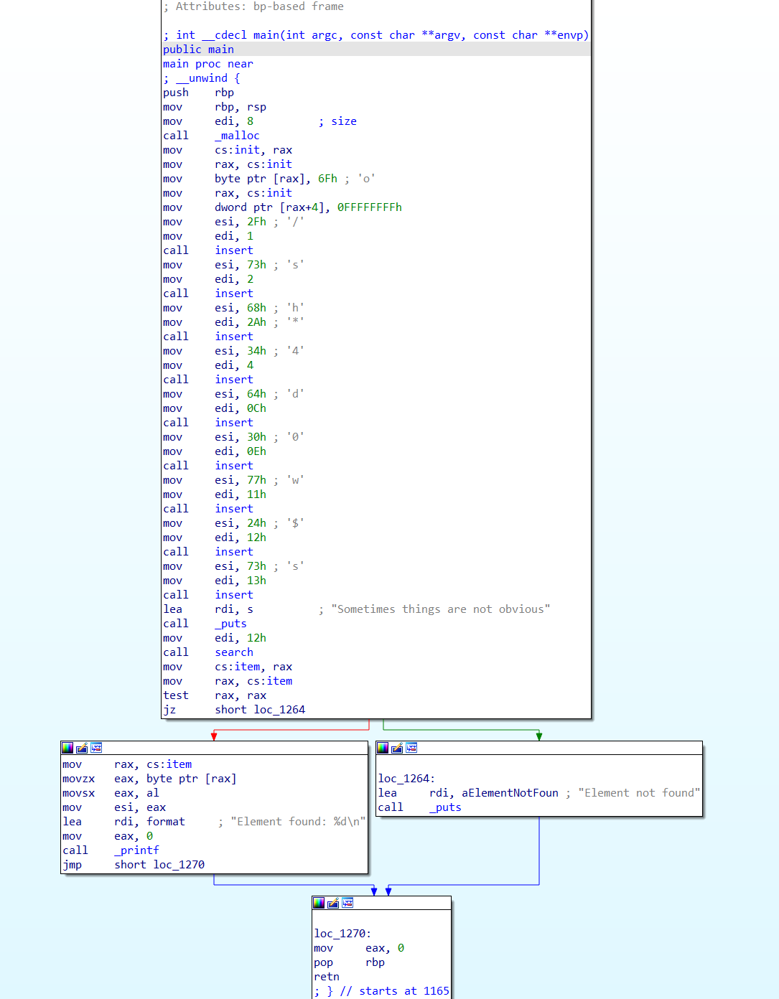 ; Attributes: bp-based frame
; int __cdecl main(int argc, const char **argv, const char **envp)
public main
main proc near
; __unwind {
push    rbp
mov     rbp, rsp
mov     edi, 8          ; size
call    _malloc
mov     cs:init, rax
mov     rax, cs:init
mov     byte ptr [rax], 6Fh ; 'o'
mov     rax, cs:init
mov     dword ptr [rax+4], 0FFFFFFFFh
mov     esi, 2Fh ; '/'
mov     edi, 1
call    insert
mov     esi, 73h ; 's'
mov     edi, 2
call    insert
mov     esi, 68h ; 'h'
mov     edi, 2Ah ; '*'
call    insert
mov     esi, 34h ; '4'
mov     edi, 4
call    insert
mov     esi, 64h ; 'd'
mov     edi, 0Ch
call    insert
mov     esi, 30h ; '0'
mov     edi, 0Eh
call    insert
mov     esi, 77h ; 'w'
mov     edi, 11h
call    insert
mov     esi, 24h ; '$'
mov     edi, 12h
call    insert
mov     esi, 73h ; 's'
mov     edi, 13h
call    insert
lea     rdi, s          ; "Sometimes things are not obvious"
call    _puts
mov     edi, 12h
call    search
mov     cs:item, rax
mov     rax, cs:item
test    rax, rax
jz      short loc_1264
mov     rax, cs:item
movzx   eax, byte ptr [rax]
movsx   eax, al
mov     esi, eax
lea     rdi, format     ; "Element found: %d\n"
mov     eax, 0
call    _printf
jmp     short loc_1270
loc_1264:
lea     rdi, aElementNotFoun ; "Element not found"
call    _puts
loc_1270:
mov     eax, 0
pop     rbp
retn
; } // starts at 1165